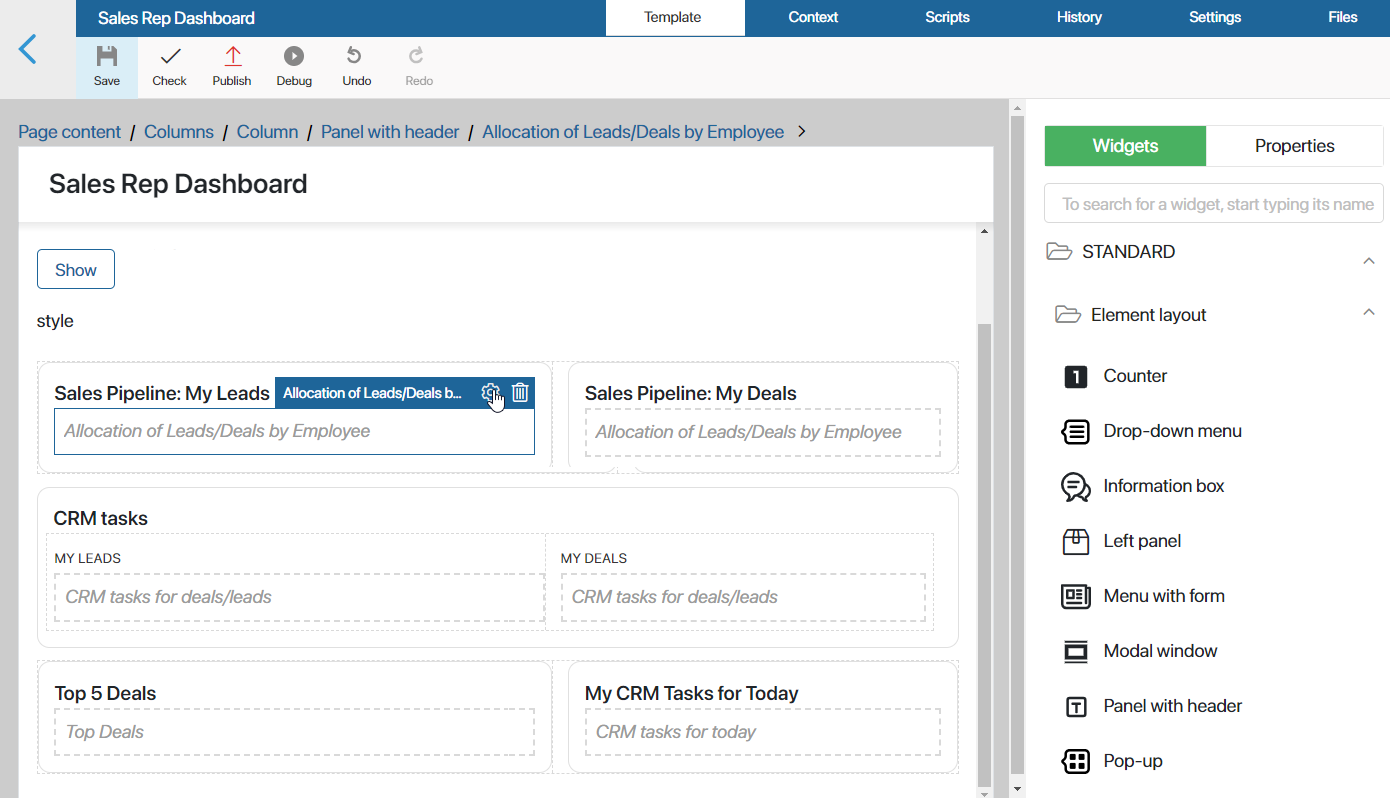 Sales Rep Dashboard
Template
Context
Scripts
History
Settings
Files
Save
Check
Publish
Debug
Undo
Redo
Page content / Columns / Column / Panel with header / Allocation of Leads/Deals by Employee >
Sales Rep Dashboard
Show
style
Sales Pipeline: My Leads
Allocation of Leads/Deals b...
Allocation of Leads/Deals by Employee
Sales Pipeline: My Deals
Allocation of Leads/Deals by Employee
CRM tasks
MY LEADS
CRM tasks for deals/leads
MY DEALS
CRM tasks for deals/leads
Top 5 Deals
Top Deals
My CRM Tasks for Today
CRM tasks for today
Widgets
Properties
To search for a widget, start typing its name
STANDARD
Element layout
1
Counter
Drop-down menu
Information box
Left panel
Menu with form
Modal window
T
Panel with header
Pop-up